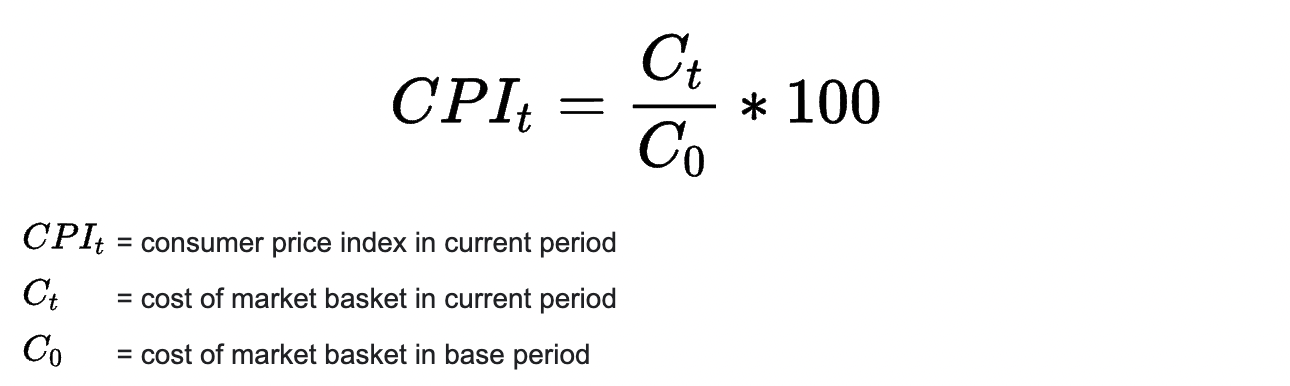 CPI_t = \frac{C_t}{C_0} * 100
CPI_t = consumer price index in current period
C_t = cost of market basket in current period
C_0 = cost of market basket in base period